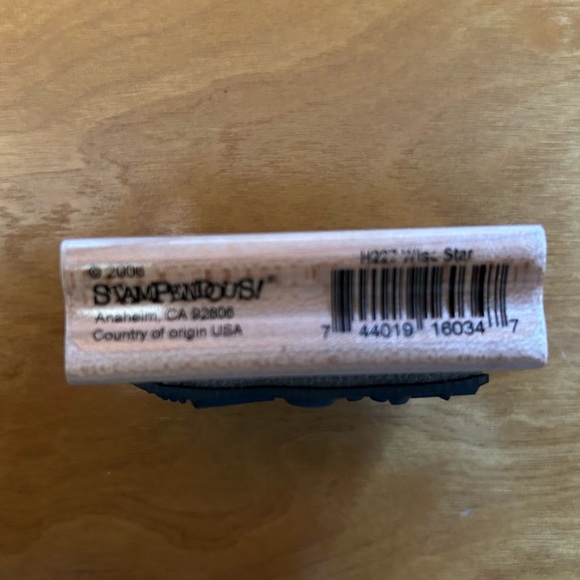 © 2006
STAMPENDOUS!®
Anaheim, CA 92806
Country of origin USA
H227 Wise Star
7 44019 16034 7